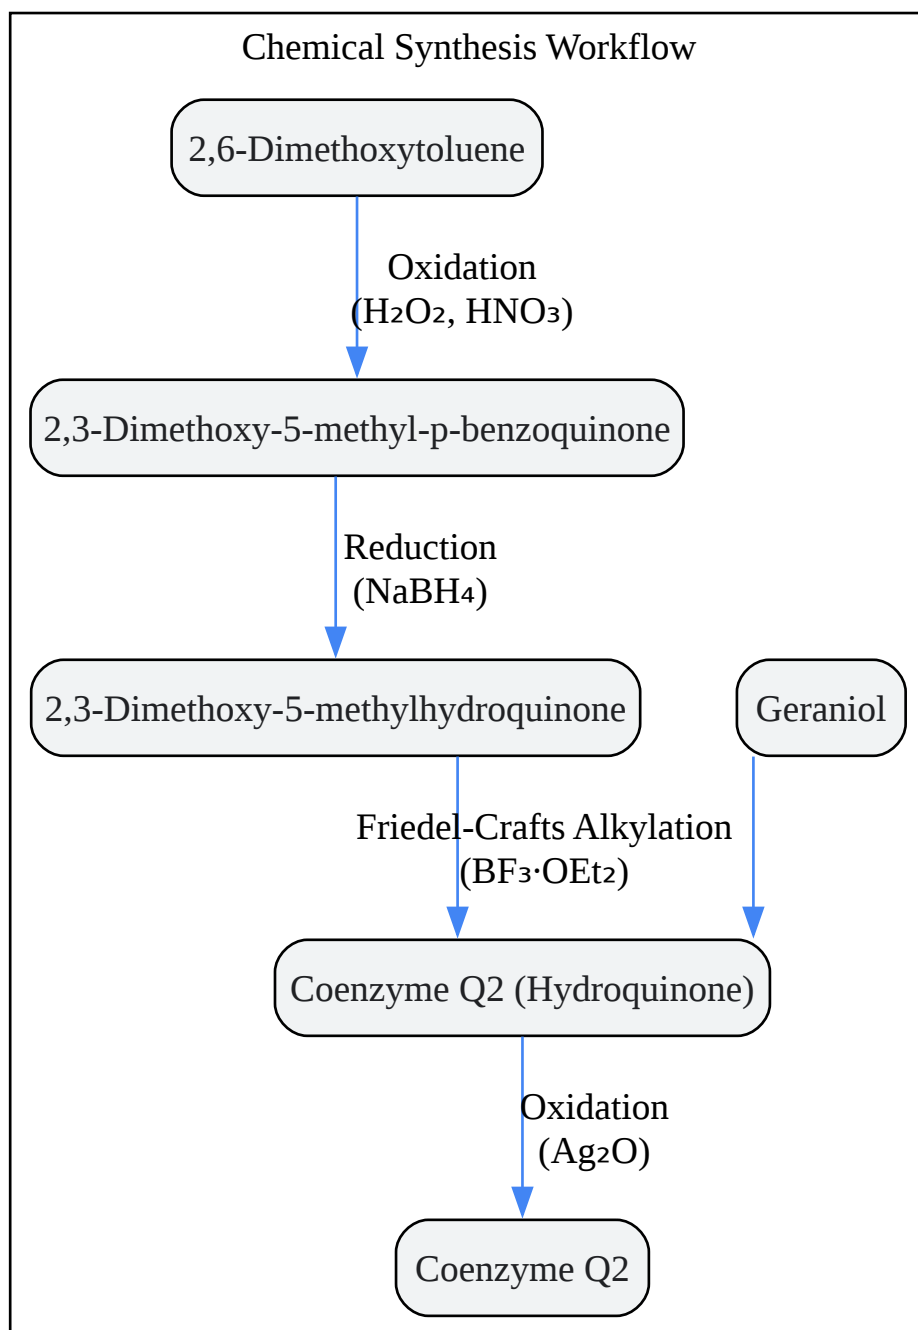 Chemical Synthesis Workflow
2,6-Dimethoxytoluene
Oxidation
(H₂O₂, HNO₃)
2,3-Dimethoxy-5-methyl-p-benzoquinone
Reduction
(NaBH₄)
2,3-Dimethoxy-5-methylhydroquinone
Geraniol
Friedel-Crafts Alkylation
(BF₃·OEt₂)
Coenzyme Q2 (Hydroquinone)
Oxidation
(Ag₂O)
Coenzyme Q2